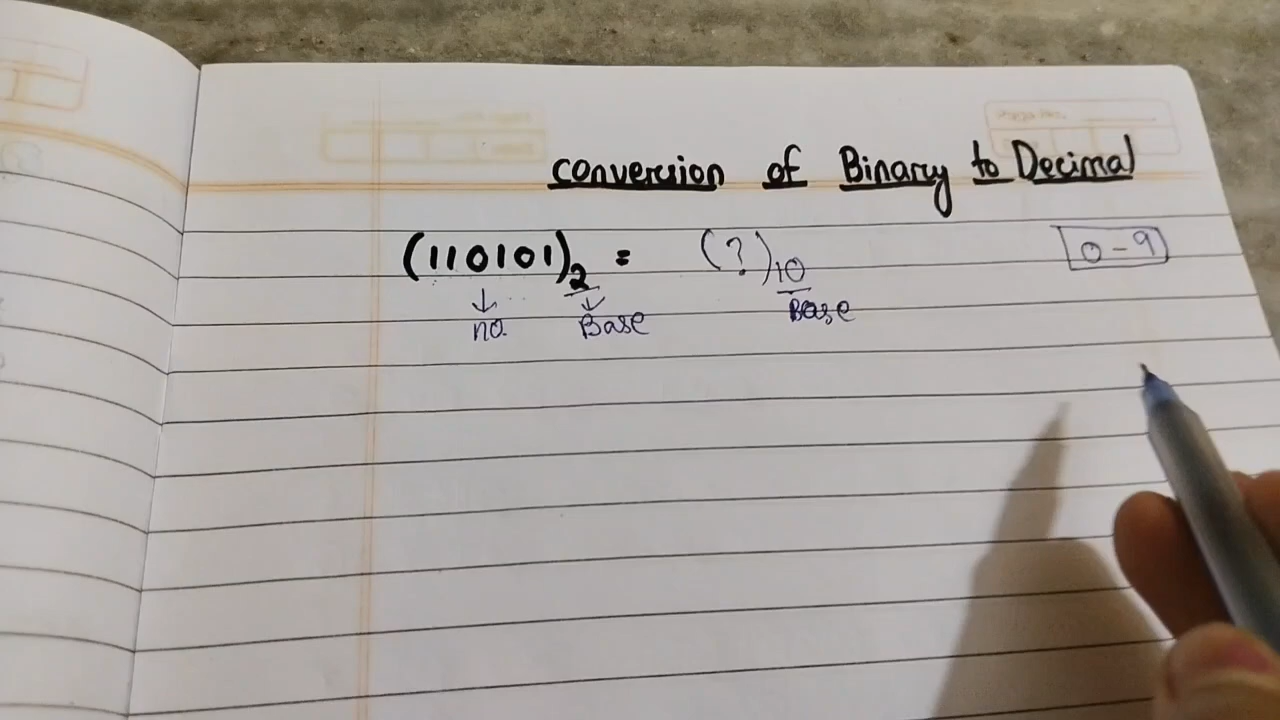 conversion of Binary to Decimal
(110101)₂ = (?)₁₀ 0-9
↓ ↓ Base
no. Base